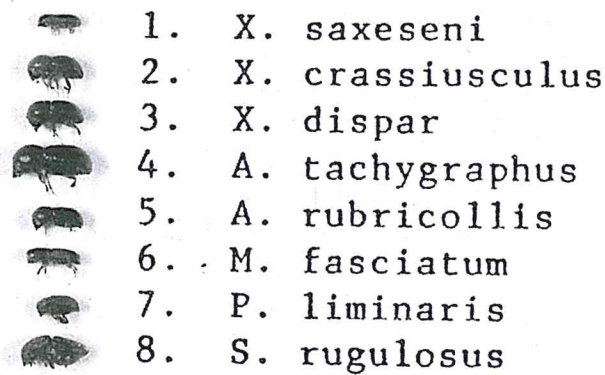 1. X. saxeseni
2. X. crassiusculus
3. X. dispar
4. A. tachygraphus
5. A. rubricollis
6. M. fasciatum
7. P. liminaris
8. S. rugulosus